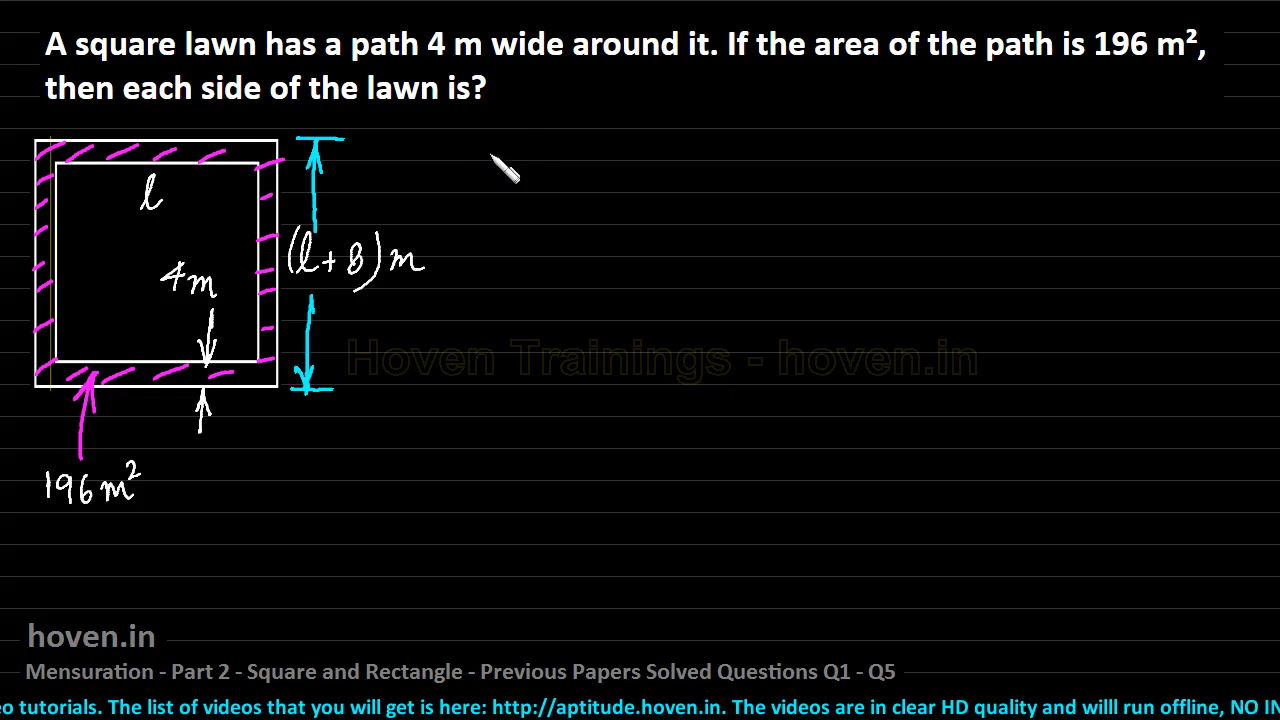 A square lawn has a path 4 m wide around it. If the area of the path is 196 m²,
then each side of the lawn is?
l
(l+8)m
4m
Hoven Trainings - hoven.in
196m²
hoven.in
Mensuration - Part 2 - Square and Rectangle - Previous Papers Solved Questions Q1 - Q5
eo tutorials. The list of videos that you will get is here: http://aptitude.hoven.in. The videos are in clear HD quality and willl run offline, NO IN